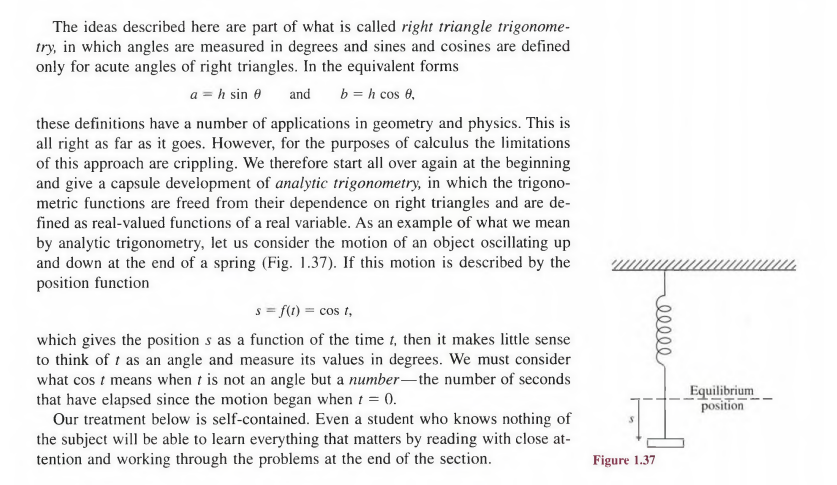 The ideas described here are part of what is called right triangle trigonome-
try, in which angles are measured in degrees and sines and cosines are defined
only for acute angles of right triangles. In the equivalent forms
a = h sin θ and b = h cos θ,
these definitions have a number of applications in geometry and physics. This is
all right as far as it goes. However, for the purposes of calculus the limitations
of this approach are crippling. We therefore start all over again at the beginning
and give a capsule development of analytic trigonometry, in which the trigono-
metric functions are freed from their dependence on right triangles and are de-
fined as real-valued functions of a real variable. As an example of what we mean
by analytic trigonometry, let us consider the motion of an object oscillating up
and down at the end of a spring (Fig. 1.37). If this motion is described by the
position function
s = f(t) = cos t,
which gives the position s as a function of the time t, then it makes little sense
to think of t as an angle and measure its values in degrees. We must consider
what cos t means when t is not an angle but a number—the number of seconds
that have elapsed since the motion began when t = 0.
Our treatment below is self-contained. Even a student who knows nothing of
the subject will be able to learn everything that matters by reading with close at-
tention and working through the problems at the end of the section.
Equilibrium
position
s
Figure 1.37